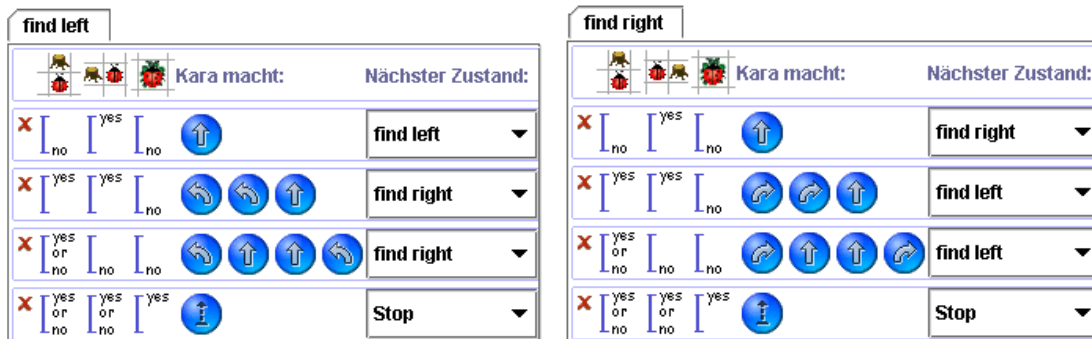 find left
Kara macht: Nächster Zustand:
no yes no find left
yes yes no find right
yes or no no no find right
yes or no yes or no yes Stop
find right
Kara macht: Nächster Zustand:
no yes no find right
yes yes no find left
yes or no no no find left
yes or no yes or no yes Stop